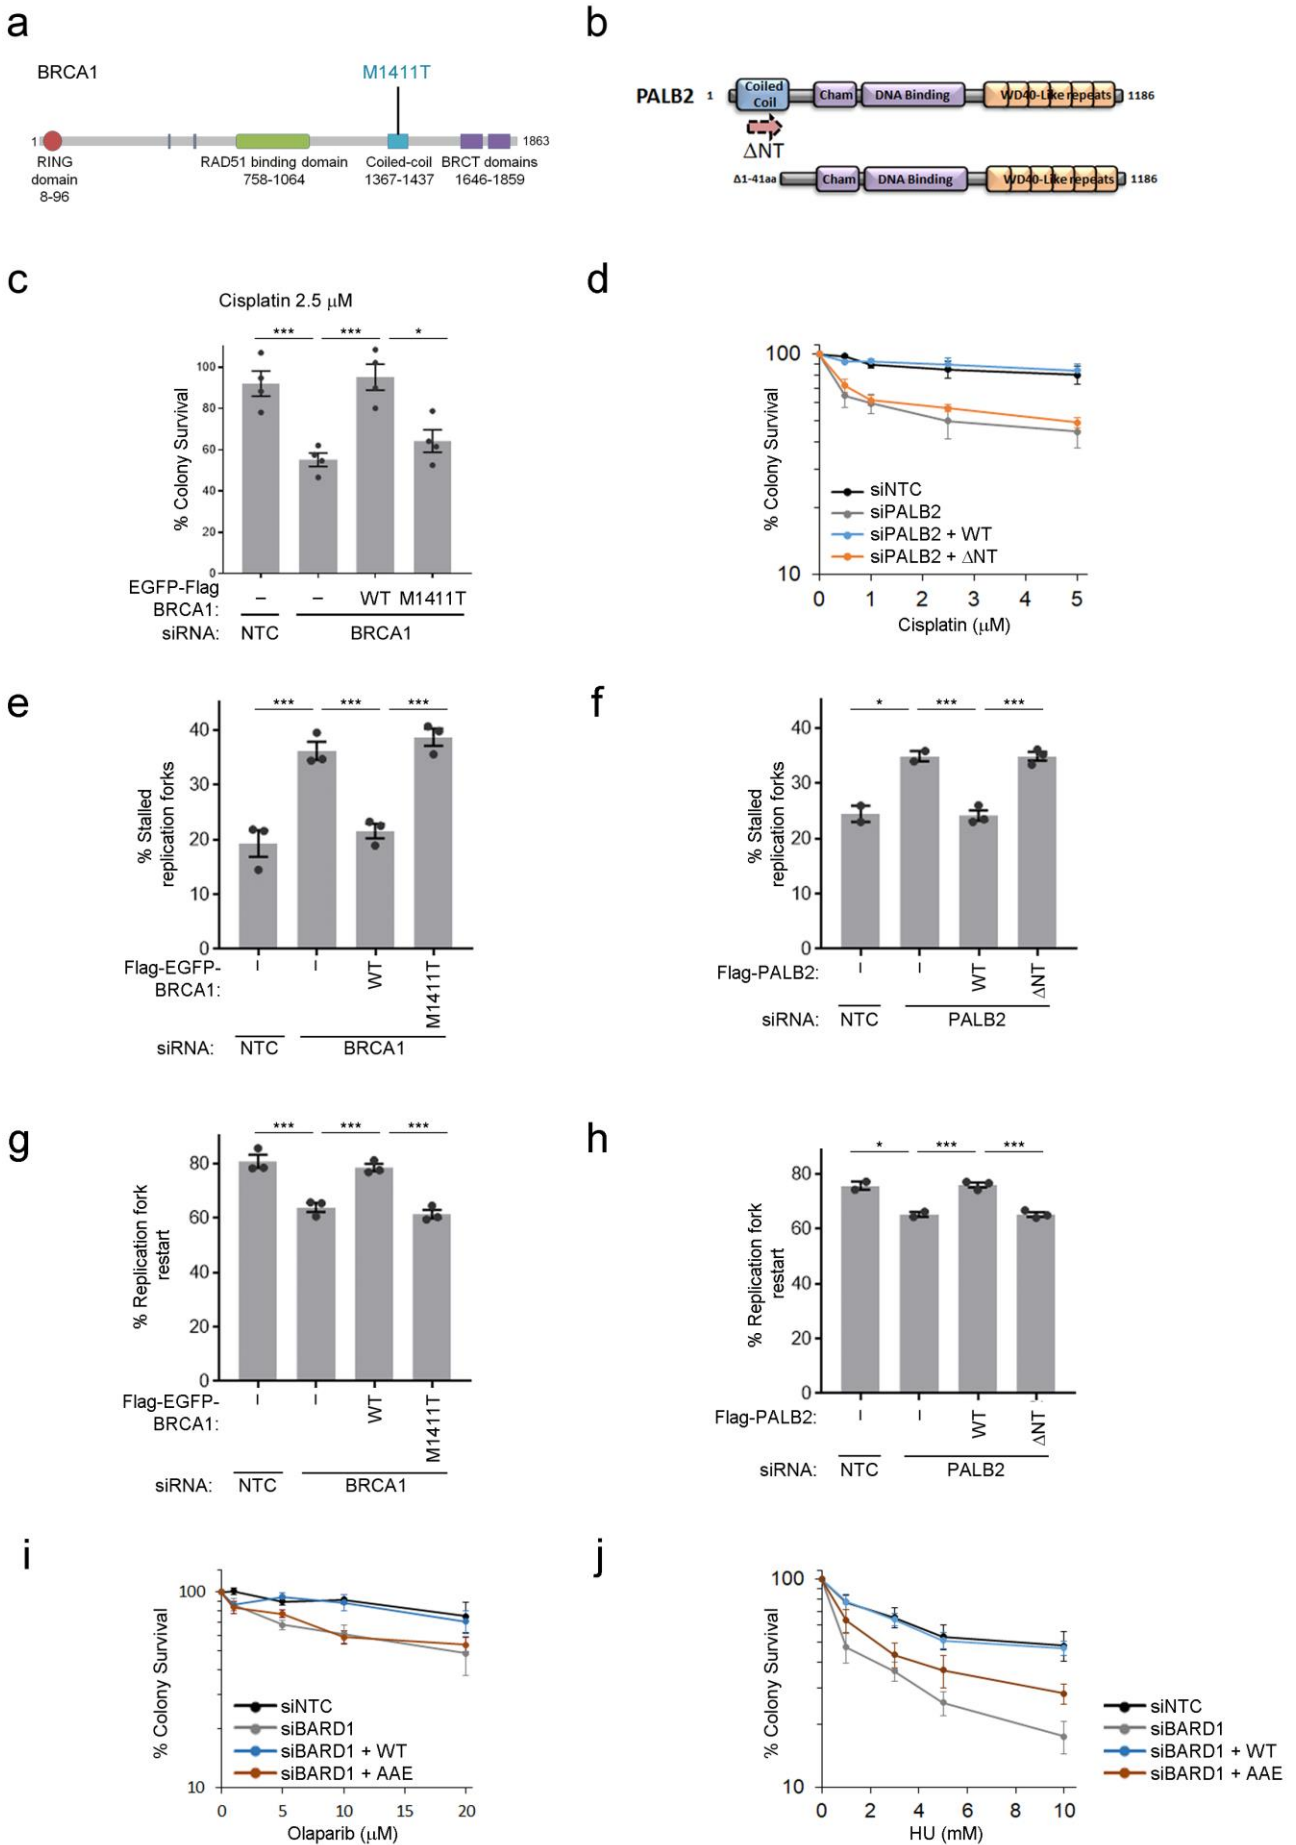 a
BRCA1
M1411T
1
1863
RING
domain
8-96
RAD51 binding domain
758-1064
Coiled-coil
1367-1437
BRCT domains
1646-1859
b
PALB2
1
Coiled
Coil
Cham
DNA Binding
WD40-Like repeats
1186
ΔNT
Δ1-41aa
Cham
DNA Binding
WD40-Like repeats
1186
c
Cisplatin 2.5 μM
*** *** *
% Colony Survival
100
80
60
40
20
0
EGFP-Flag
BRCA1:
– – WT M1411T
siRNA: NTC BRCA1
d
% Colony Survival
100
10
siNTC
siPALB2
siPALB2 + WT
siPALB2 + ΔNT
0 1 2 3 4 5
Cisplatin (μM)
e
*** *** ***
% Stalled
replication forks
40
30
20
10
0
Flag-EGFP-
BRCA1:
– – WT M1411T
siRNA: NTC BRCA1
f
* *** ***
% Stalled
replication forks
40
30
20
10
0
Flag-PALB2: – – WT ΔNT
siRNA: NTC PALB2
g
*** *** ***
% Replication fork
restart
80
60
40
20
0
Flag-EGFP-
BRCA1:
– – WT M1411T
siRNA: NTC BRCA1
h
* *** ***
% Replication fork
restart
80
60
40
20
0
Flag-PALB2: – – WT ΔNT
siRNA: NTC PALB2
i
% Colony Survival
100
10
siNTC
siBARD1
siBARD1 + WT
siBARD1 + AAE
0 5 10 15 20
Olaparib (μM)
j
% Colony Survival
100
10
0 2 4 6 8 10
HU (mM)
siNTC
siBARD1
siBARD1 + WT
siBARD1 + AAE